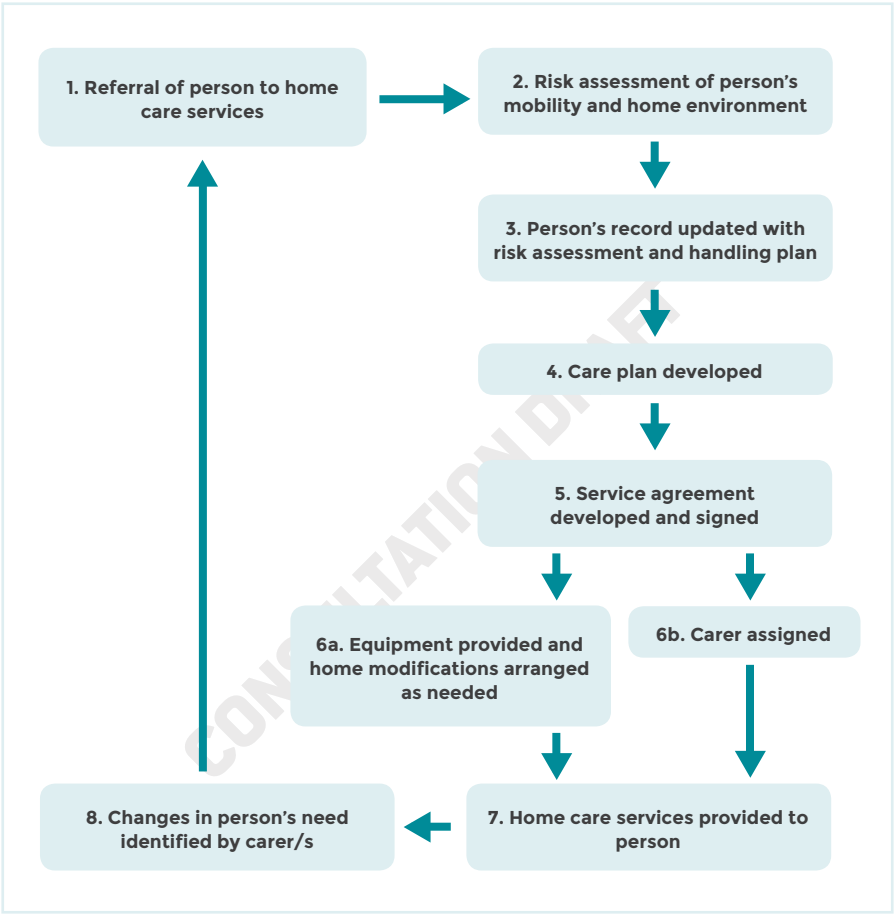 1. Referral of person to home
care services
2. Risk assessment of person's
mobility and home environment
3. Person's record updated with
risk assessment and handling plan
4. Care plan developed
5. Service agreement
developed and signed
6a. Equipment provided and
home modifications arranged
as needed
6b. Carer assigned
7. Home care services provided to
person
8. Changes in person's need
identified by carer/s
CONSULTATION DRAFT